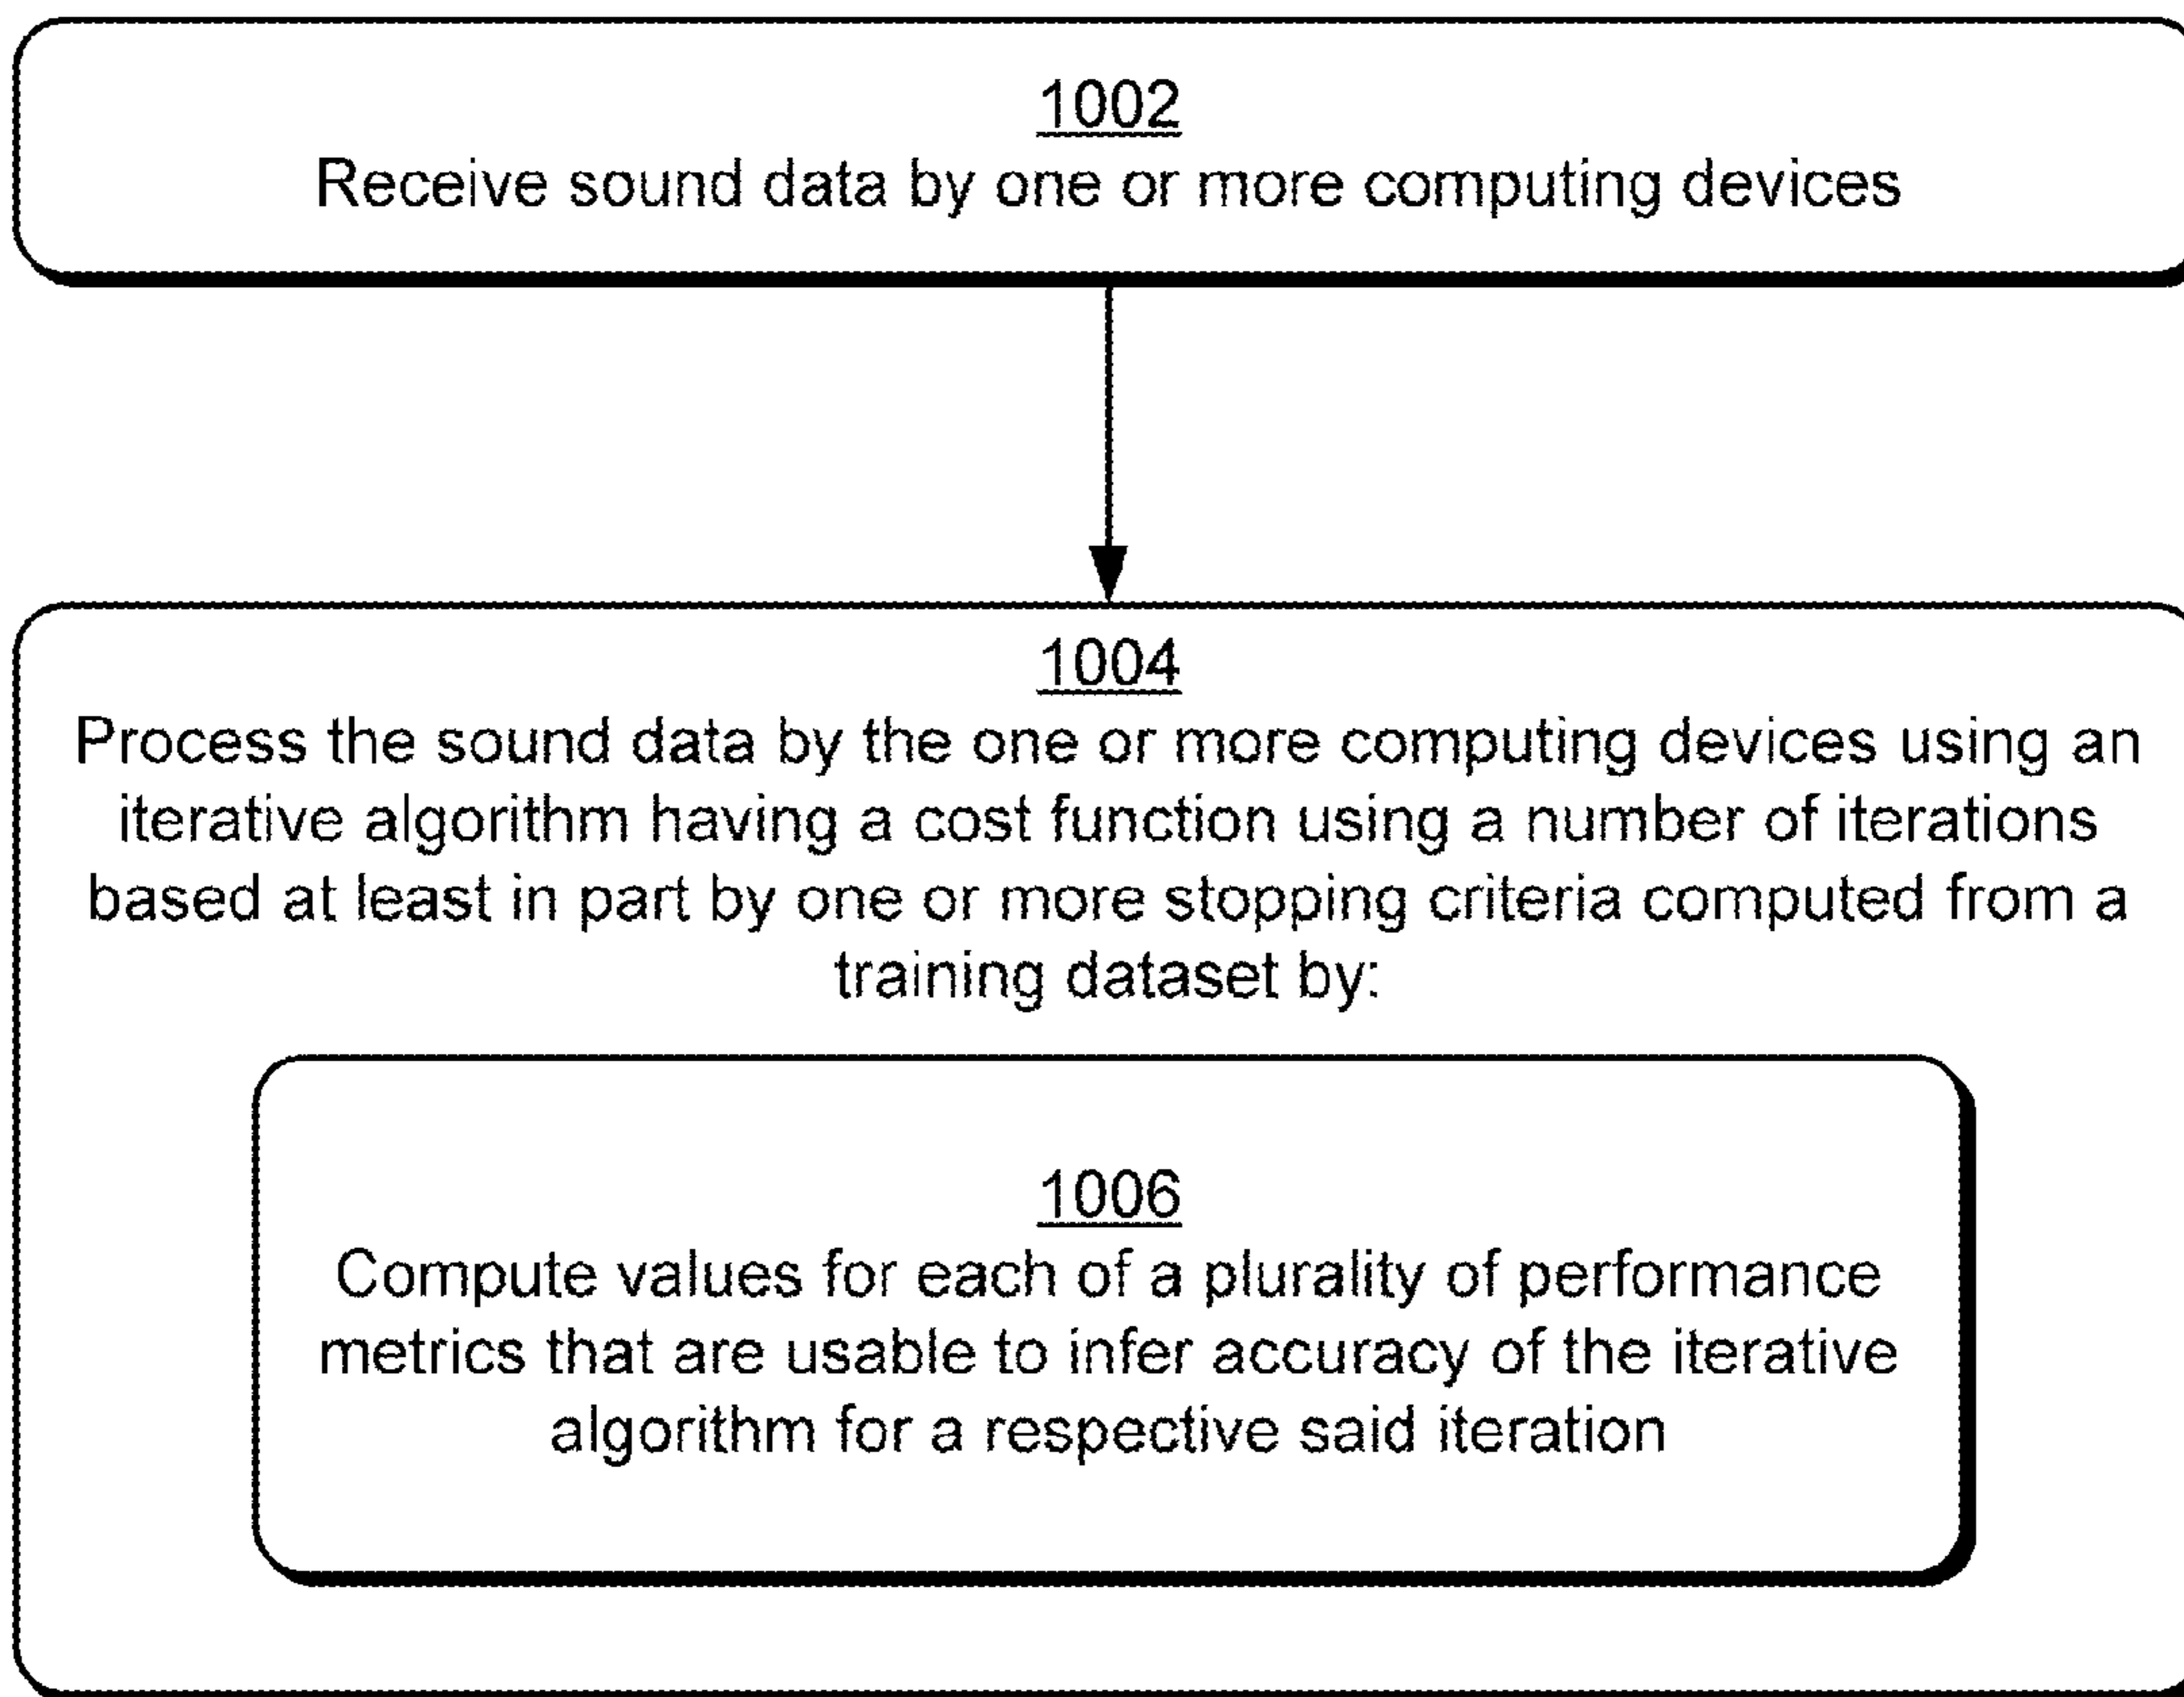 1002
Receive sound data by one or more computing devices
1004
Process the sound data by the one or more computing devices using an
iterative algorithm having a cost function using a number of iterations
based at least in part by one or more stopping criteria computed from a
training dataset by:
1006
Compute values for each of a plurality of performance
metrics that are usable to infer accuracy of the iterative
algorithm for a respective said iteration